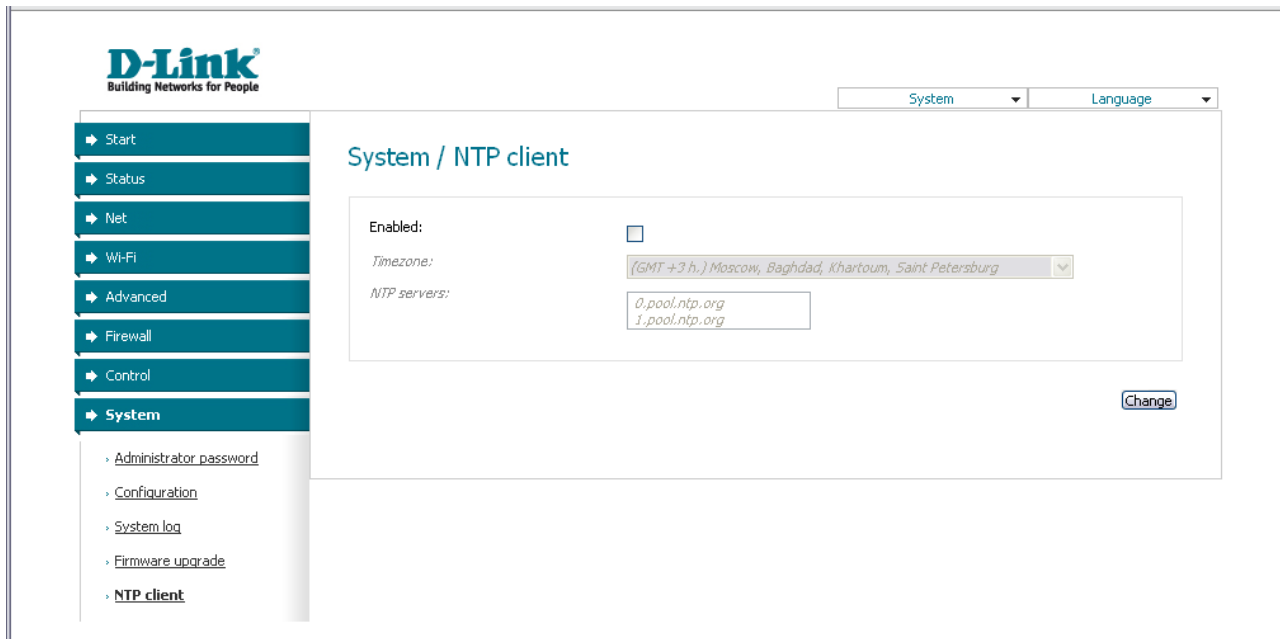 D-Link
Building Networks for People
System Language
Start
Status
Net
Wi-Fi
Advanced
Firewall
Control
System
Administrator password
Configuration
System log
Firmware upgrade
NTP client
System / NTP client
Enabled:
Timezone: (GMT +3 h.) Moscow, Baghdad, Khartoum, Saint Petersburg
NTP servers: 0.pool.ntp.org
1.pool.ntp.org
Change